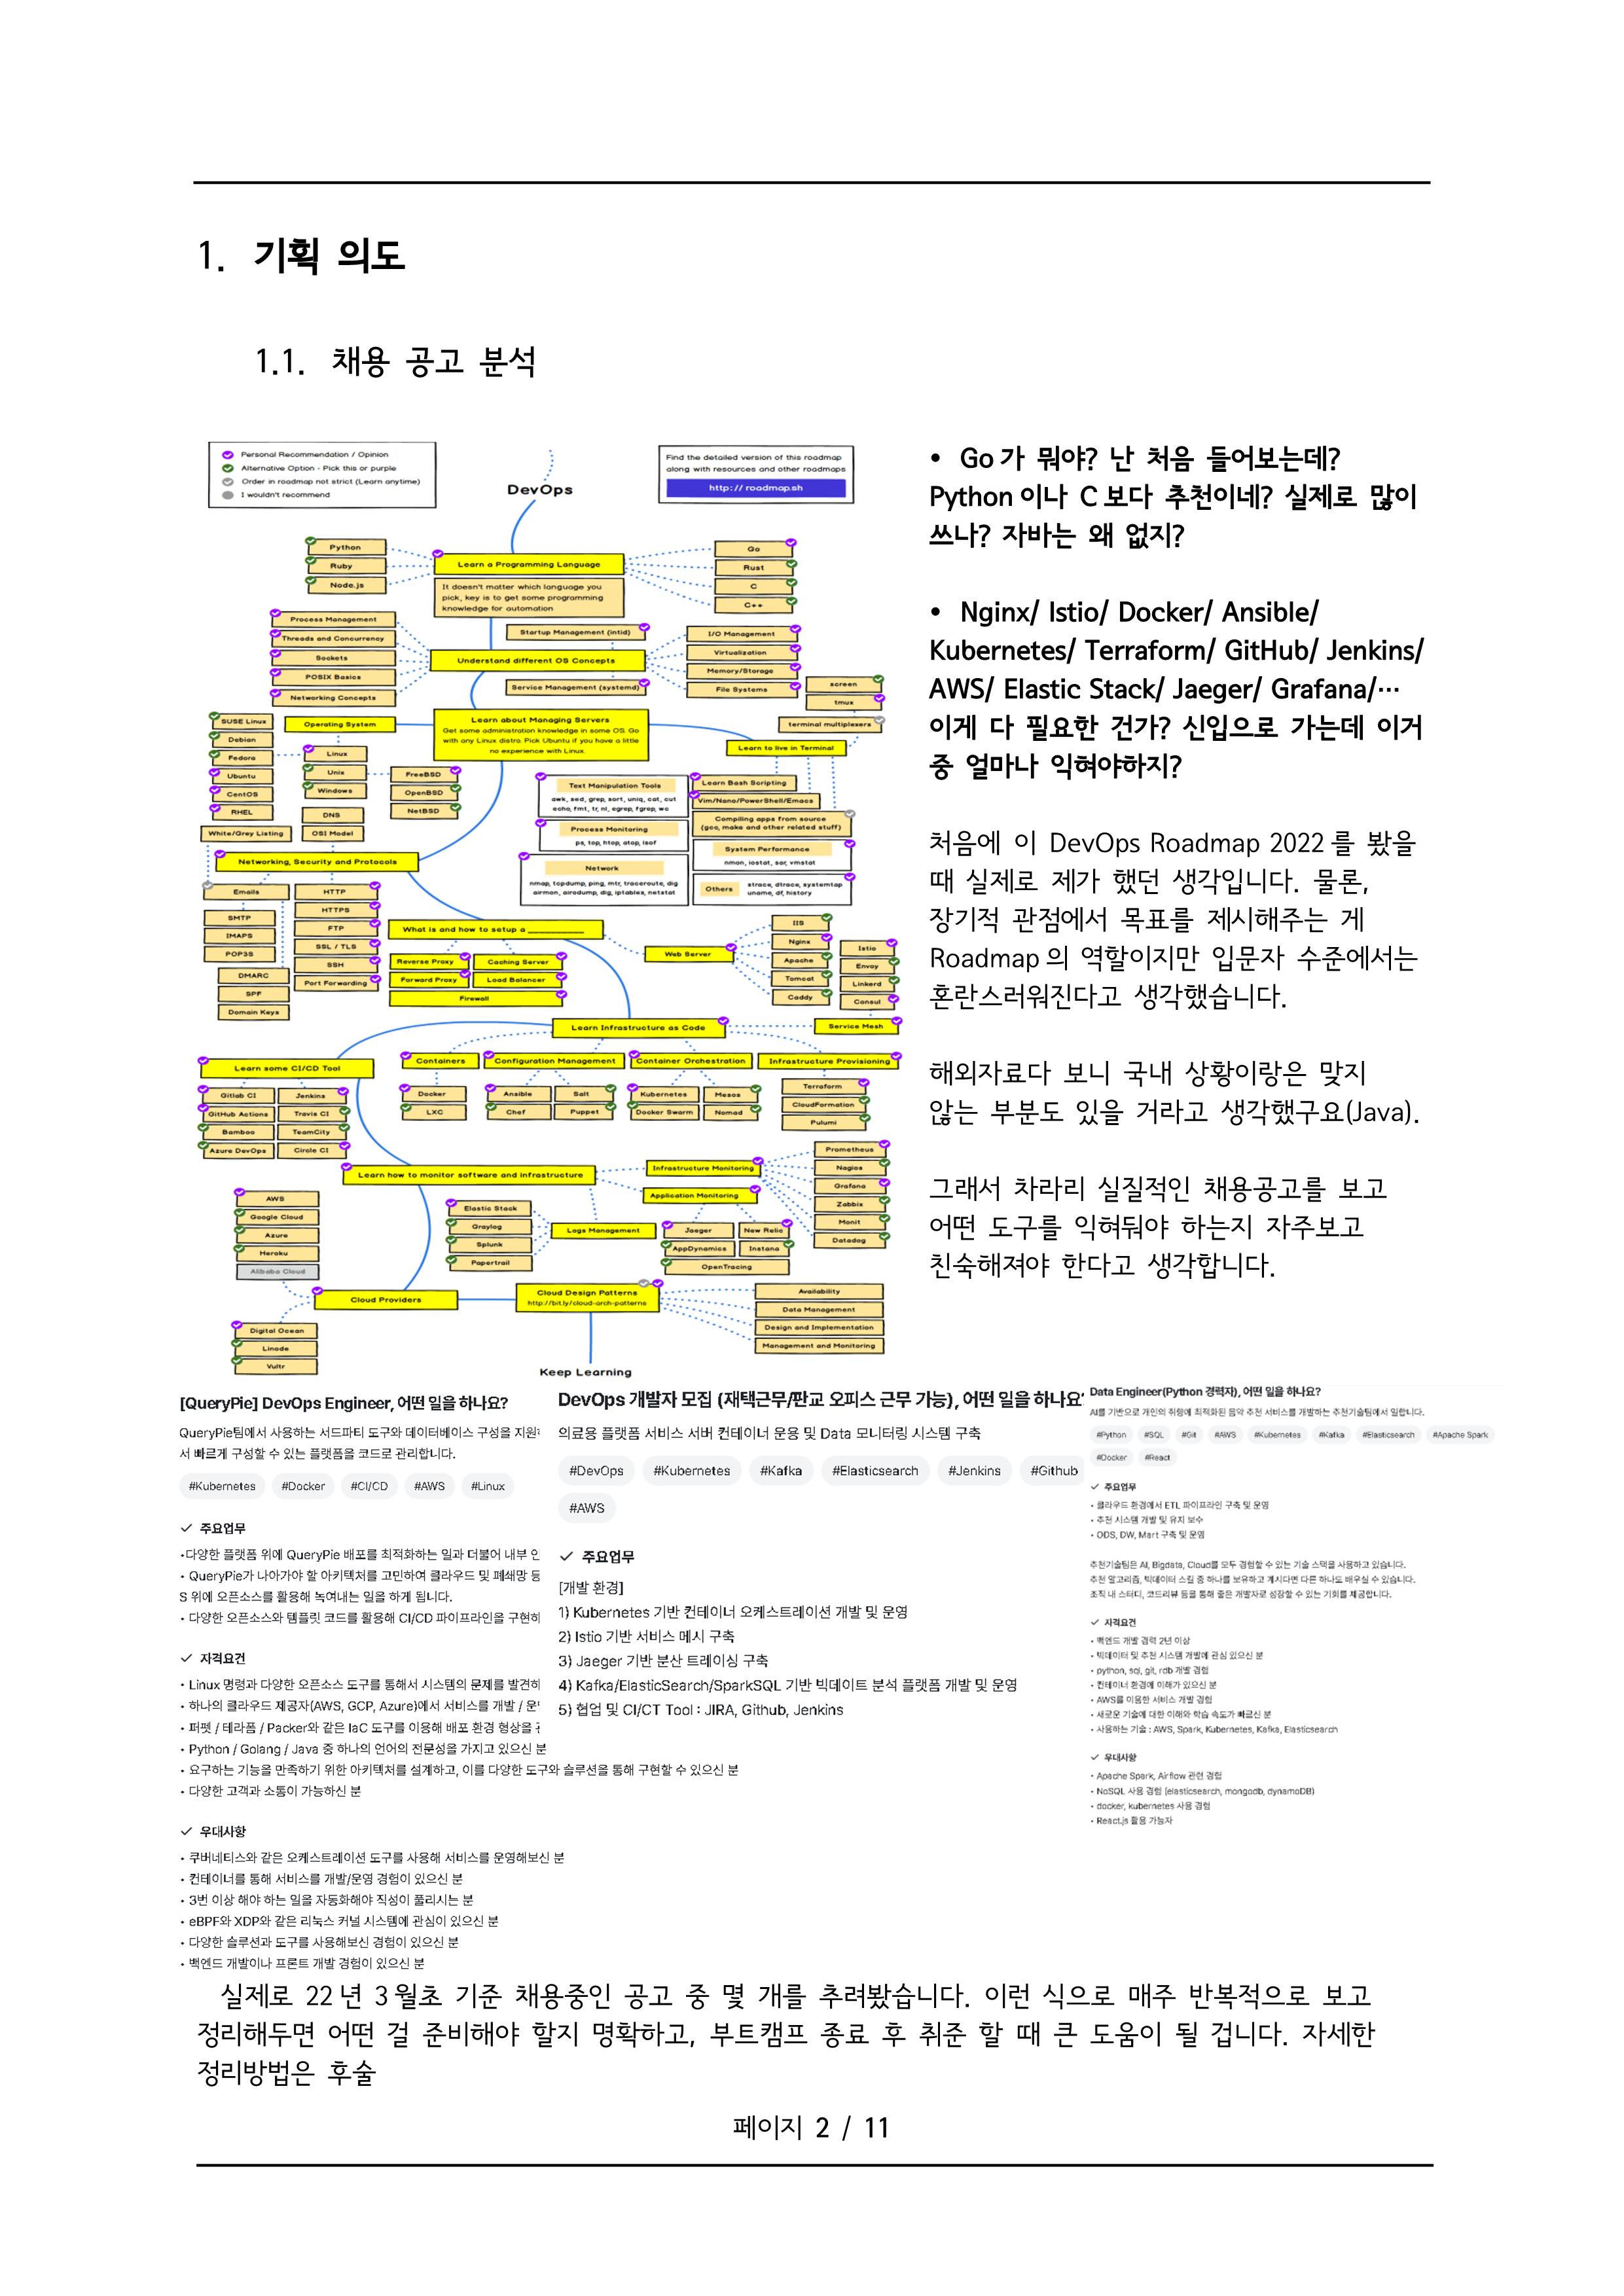 1. 기획 의도
1.1. 채용 공고 분석
Personal Recommendation / Opinion
Alternative Option - Pick this or purple
Order in roadmap not strict (Learn anytime)
I wouldn't recommend
DevOps
Find the detailed version of this roadmap
along with resources and other roadmaps
http://roadmap.sh
Python
Ruby
Node.js
Learn a Programming Language
It doesn't matter which language you
pick, key is to get some programming
knowledge for automation
Go
Rust
C
C++
Process Management
Threads and Concurrency
Sockets
POSIX Basics
Networking Concepts
Startup Management (intid)
Understand different OS Concepts
Service Management (systemd)
I/O Management
Virtualization
Memory/Storage
File Systems
screen
tmux
terminal multiplexers
Learn to live in Terminal
SUSE Linux
Debian
Fedora
Ubuntu
CentOS
RHEL
Operating System
Linux
Unix
Windows
FreeBSD
OpenBSD
NetBSD
Learn about Managing Servers
Get some administration knowledge in some OS. Go
with any Linux distro. Pick Ubuntu if you have a little
no experience with Linux.
Text Manipulation Tools
awk, sed, grep, sort, uniq, cat, cut
echo, fmt, tr, nl, egrep, fgrep, wc
Process Monitoring
ps, top, htop, atop, lsof
Network
nmap, tcpdump, ping, mtr, traceroute, dig
airmon, airodump, dig, iptables, netstat
Learn Bash Scripting
Vim/Nano/PowerShell/Emacs
Compiling apps from source
(gcc, make and other related stuff)
System Performance
nmon, iostat, sar, vmstat
Others
strace, dtrace, systemtap
uname, df, history
DNS
OSI Model
White/Grey Listing
Networking, Security and Protocols
Emails
SMTP
IMAPS
POP3S
DMARC
SPF
Domain Keys
HTTP
HTTPS
FTP
SSL / TLS
SSH
Port Forwarding
What is and how to setup a ___________
Reverse Proxy
Caching Server
Forward Proxy
Load Balancer
Firewall
Web Server
IIS
Nginx
Apache
Tomcat
Caddy
Istio
Envoy
Linkerd
Consul
Service Mesh
Learn Infrastructure as Code
Containers
Configuration Management
Container Orchestration
Infrastructure Provisioning
Docker
LXC
Ansible
Salt
Chef
Puppet
Kubernetes
Mesos
Docker Swarm
Nomad
Terraform
CloudFormation
Pulumi
Learn some CI/CD Tool
Gitlab CI
Jenkins
GitHub Actions
Travis CI
Bamboo
TeamCity
Azure DevOps
Circle CI
Learn how to monitor software and infrastructure
Infrastructure Monitoring
Application Monitoring
Prometheus
Nagios
Grafana
Zabbix
Monit
Datadog
Logs Management
Elastic Stack
Graylog
Splunk
Papertrail
Jaeger
New Relic
AppDynamics
Instana
OpenTracing
AWS
Google Cloud
Azure
Heroku
Alibaba Cloud
Cloud Providers
Digital Ocean
Linode
Vultr
Cloud Design Patterns
http://bit.ly/cloud-arch-patterns
Availability
Data Management
Design and Implementation
Management and Monitoring
Keep Learning
• Go가 뭐야? 난 처음 들어보는데?
Python이나 C보다 추천이네? 실제로 많이
쓰나? 자바는 왜 없지?
• Nginx/ Istio/ Docker/ Ansible/
Kubernetes/ Terraform/ GitHub/ Jenkins/
AWS/ Elastic Stack/ Jaeger/ Grafana/…
이게 다 필요한 건가? 신입으로 가는데 이거
중 얼마나 익혀야하지?
처음에 이 DevOps Roadmap 2022를 봤을
때 실제로 제가 했던 생각입니다. 물론,
장기적 관점에서 목표를 제시해주는 게
Roadmap의 역할이지만 입문자 수준에서는
혼란스러워진다고 생각했습니다.
해외자료다 보니 국내 상황이랑은 맞지
않는 부분도 있을 거라고 생각했구요(Java).
그래서 차라리 실질적인 채용공고를 보고
어떤 도구를 익혀둬야 하는지 자주보고
친숙해져야 한다고 생각합니다.
[QueryPie] DevOps Engineer, 어떤 일을 하나요?
QueryPie팀에서 사용하는 서드파티 도구와 데이터베이스 구성을 지원
서 빠르게 구성할 수 있는 플랫폼을 코드로 관리합니다.
#Kubernetes #Docker #CI/CD #AWS #Linux
✓ 주요업무
•다양한 플랫폼 위에 QueryPie 배포를 최적화하는 일과 더불어 내부 인
• QueryPie가 나아가야 할 아키텍처를 고민하여 클라우드 및 폐쇄망 등
S 위에 오픈소스를 활용해 녹여내는 일을 하게 됩니다.
• 다양한 오픈소스와 템플릿 코드를 활용해 CI/CD 파이프라인을 구현하
✓ 자격요건
• Linux 명령과 다양한 오픈소스 도구를 통해서 시스템의 문제를 발견하
• 하나의 클라우드 제공자(AWS, GCP, Azure)에서 서비스를 개발 / 운
• 퍼펫 / 테라폼 / Packer와 같은 IaC 도구를 이용해 배포 환경 형상을
• Python / Golang / Java 중 하나의 언어의 전문성을 가지고 있으신 분
• 요구하는 기능을 만족하기 위한 아키텍처를 설계하고, 이를 다양한 도구와 솔루션을 통해 구현할 수 있으신 분
• 다양한 고객과 소통이 가능하신 분
✓ 우대사항
• 쿠버네티스와 같은 오케스트레이션 도구를 사용해 서비스를 운영해보신 분
• 컨테이너를 통해 서비스를 개발/운영 경험이 있으신 분
• 3번 이상 해야 하는 일을 자동화해야 직성이 풀리시는 분
• eBPF와 XDP와 같은 리눅스 커널 시스템에 관심이 있으신 분
• 다양한 솔루션과 도구를 사용해보신 경험이 있으신 분
• 백엔드 개발이나 프론트 개발 경험이 있으신 분
DevOps 개발자 모집 (재택근무/판교 오피스 근무 가능), 어떤 일을 하나요?
의료용 플랫폼 서비스 서버 컨테이너 운용 및 Data 모니터링 시스템 구축
#DevOps #Kubernetes #Kafka #Elasticsearch #Jenkins #Github
#AWS
✓ 주요업무
[개발 환경]
1) Kubernetes 기반 컨테이너 오케스트레이션 개발 및 운영
2) Istio 기반 서비스 메시 구축
3) Jaeger 기반 분산 트레이싱 구축
4) Kafka/ElasticSearch/SparkSQL 기반 빅데이트 분석 플랫폼 개발 및 운영
5) 협업 및 CI/CT Tool : JIRA, Github, Jenkins
Data Engineer(Python 경력자), 어떤 일을 하나요?
AI를 기반으로 개인의 취향에 최적화된 음악 추천 서비스를 개발하는 추천기술팀에서 일합니다.
#Python #SQL #Git #AWS #Kubernetes #Kafka #Elasticsearch #Apache Spark
#Docker #React
✓ 주요업무
• 클라우드 환경에서 ETL 파이프라인 구축 및 운영
• 추천 시스템 개발 및 유지 보수
• ODS, DW, Mart 구축 및 운영
추천기술팀은 AI, Bigdata, Cloud를 모두 경험할 수 있는 기술 스택을 사용하고 있습니다.
추천 알고리즘, 빅데이터 스킬 중 하나를 보유하고 계시다면 다른 하나도 배우실 수 있습니다.
조직 내 스터디, 코드리뷰 등을 통해 좋은 개발자로 성장할 수 있는 기회를 제공합니다.
✓ 자격요건
• 백엔드 개발 경력 2년 이상
• 빅데이터 및 추천 시스템 개발에 관심 있으신 분
• python, sql, git, rdb 개발 경험
• 컨테이너 환경에 이해가 있으신 분
• AWS를 이용한 서비스 개발 경험
• 새로운 기술에 대한 이해와 학습 속도가 빠르신 분
• 사용하는 기술 : AWS, Spark, Kubernetes, Kafka, Elasticsearch
✓ 우대사항
• Apache Spark, Airflow 관련 경험
• NoSQL 사용 경험 (elasticsearch, mongodb, dynamoDB)
• docker, kubernetes 사용 경험
• React.js 활용 가능자
실제로 22년 3월초 기준 채용중인 공고 중 몇 개를 추려봤습니다. 이런 식으로 매주 반복적으로 보고
정리해두면 어떤 걸 준비해야 할지 명확하고, 부트캠프 종료 후 취준 할 때 큰 도움이 될 겁니다. 자세한
정리방법은 후술
페이지 2 / 11